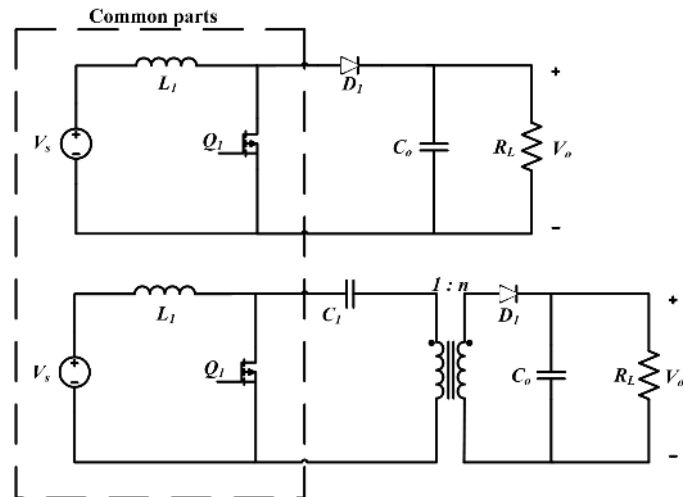 Common parts
L1
D1
+
Vs
Q1
Co
RL
Vo
-
1 : n
L1
C1
D1
+
Vs
Q1
Co
RL
Vo
-